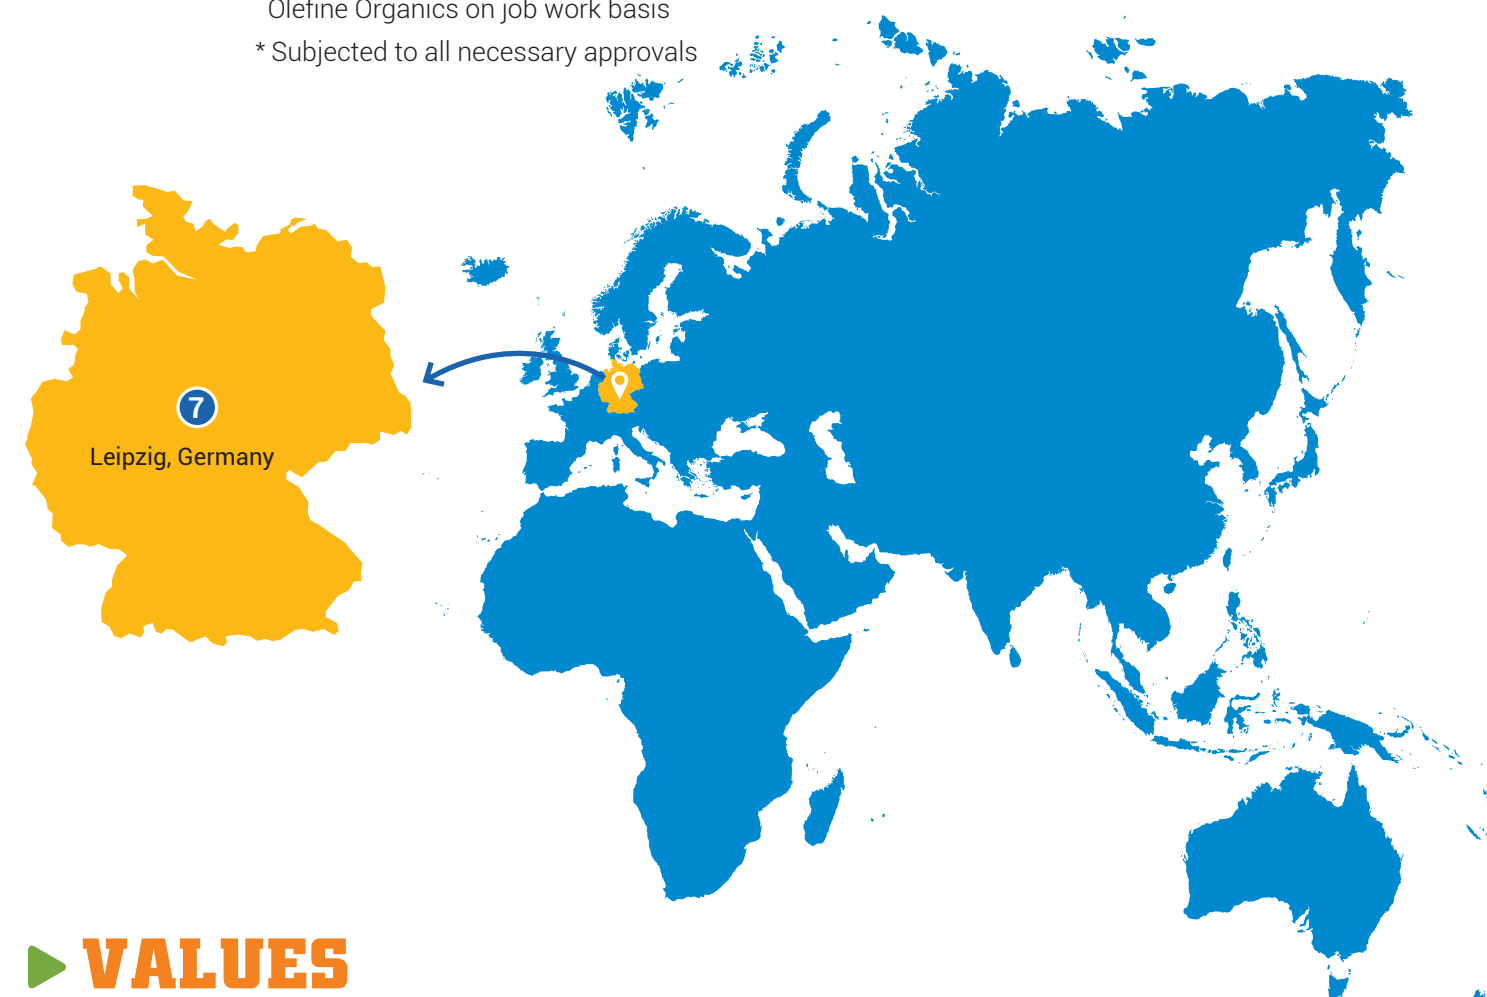 Olefine Organics on job work basis
* Subjected to all necessary approvals
7
Leipzig, Germany
VALUES